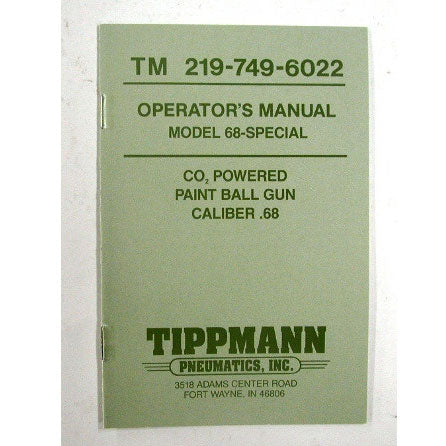 TM 219-749-6022
OPERATOR'S MANUAL
MODEL 68-SPECIAL
CO₂ POWERED
PAINT BALL GUN
CALIBER .68
TIPPMANN
PNEUMATICS, INC.
3518 ADAMS CENTER ROAD
FORT WAYNE, IN 46806